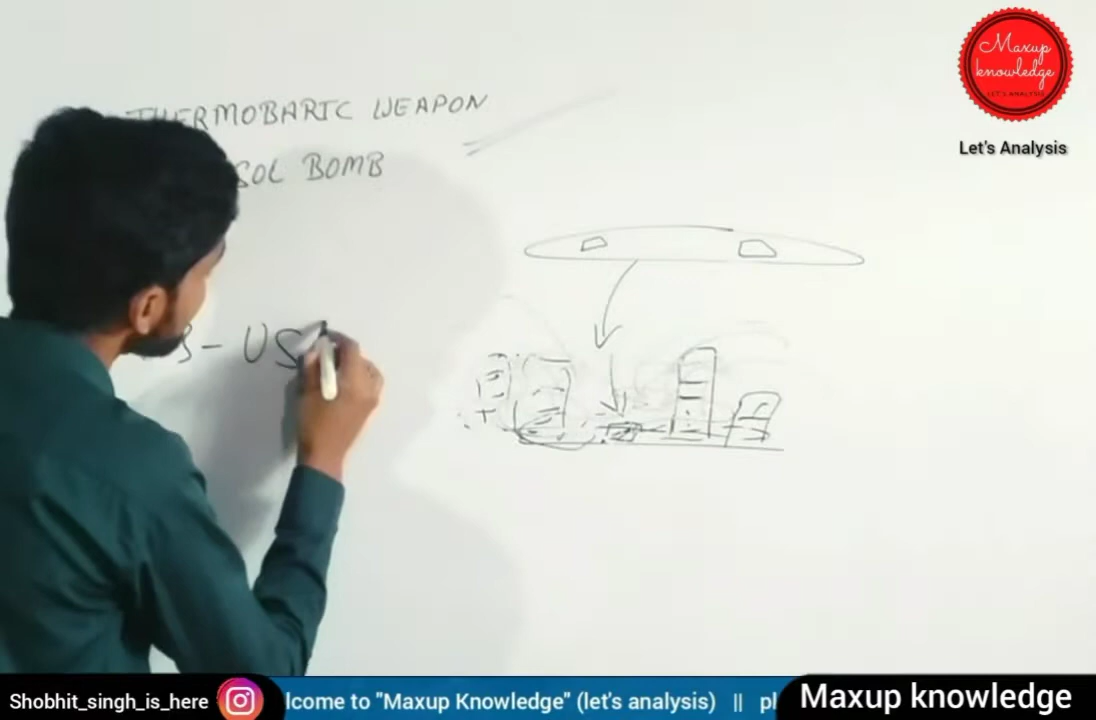 THERMOBARIC WEAPON
SOL BOMB
- US
Maxup
knowledge
LET'S ANALYSIS
Let's Analysis
Shobhit_singh_is_here
lcome to "Maxup Knowledge" (let's analysis) || pl
Maxup knowledge